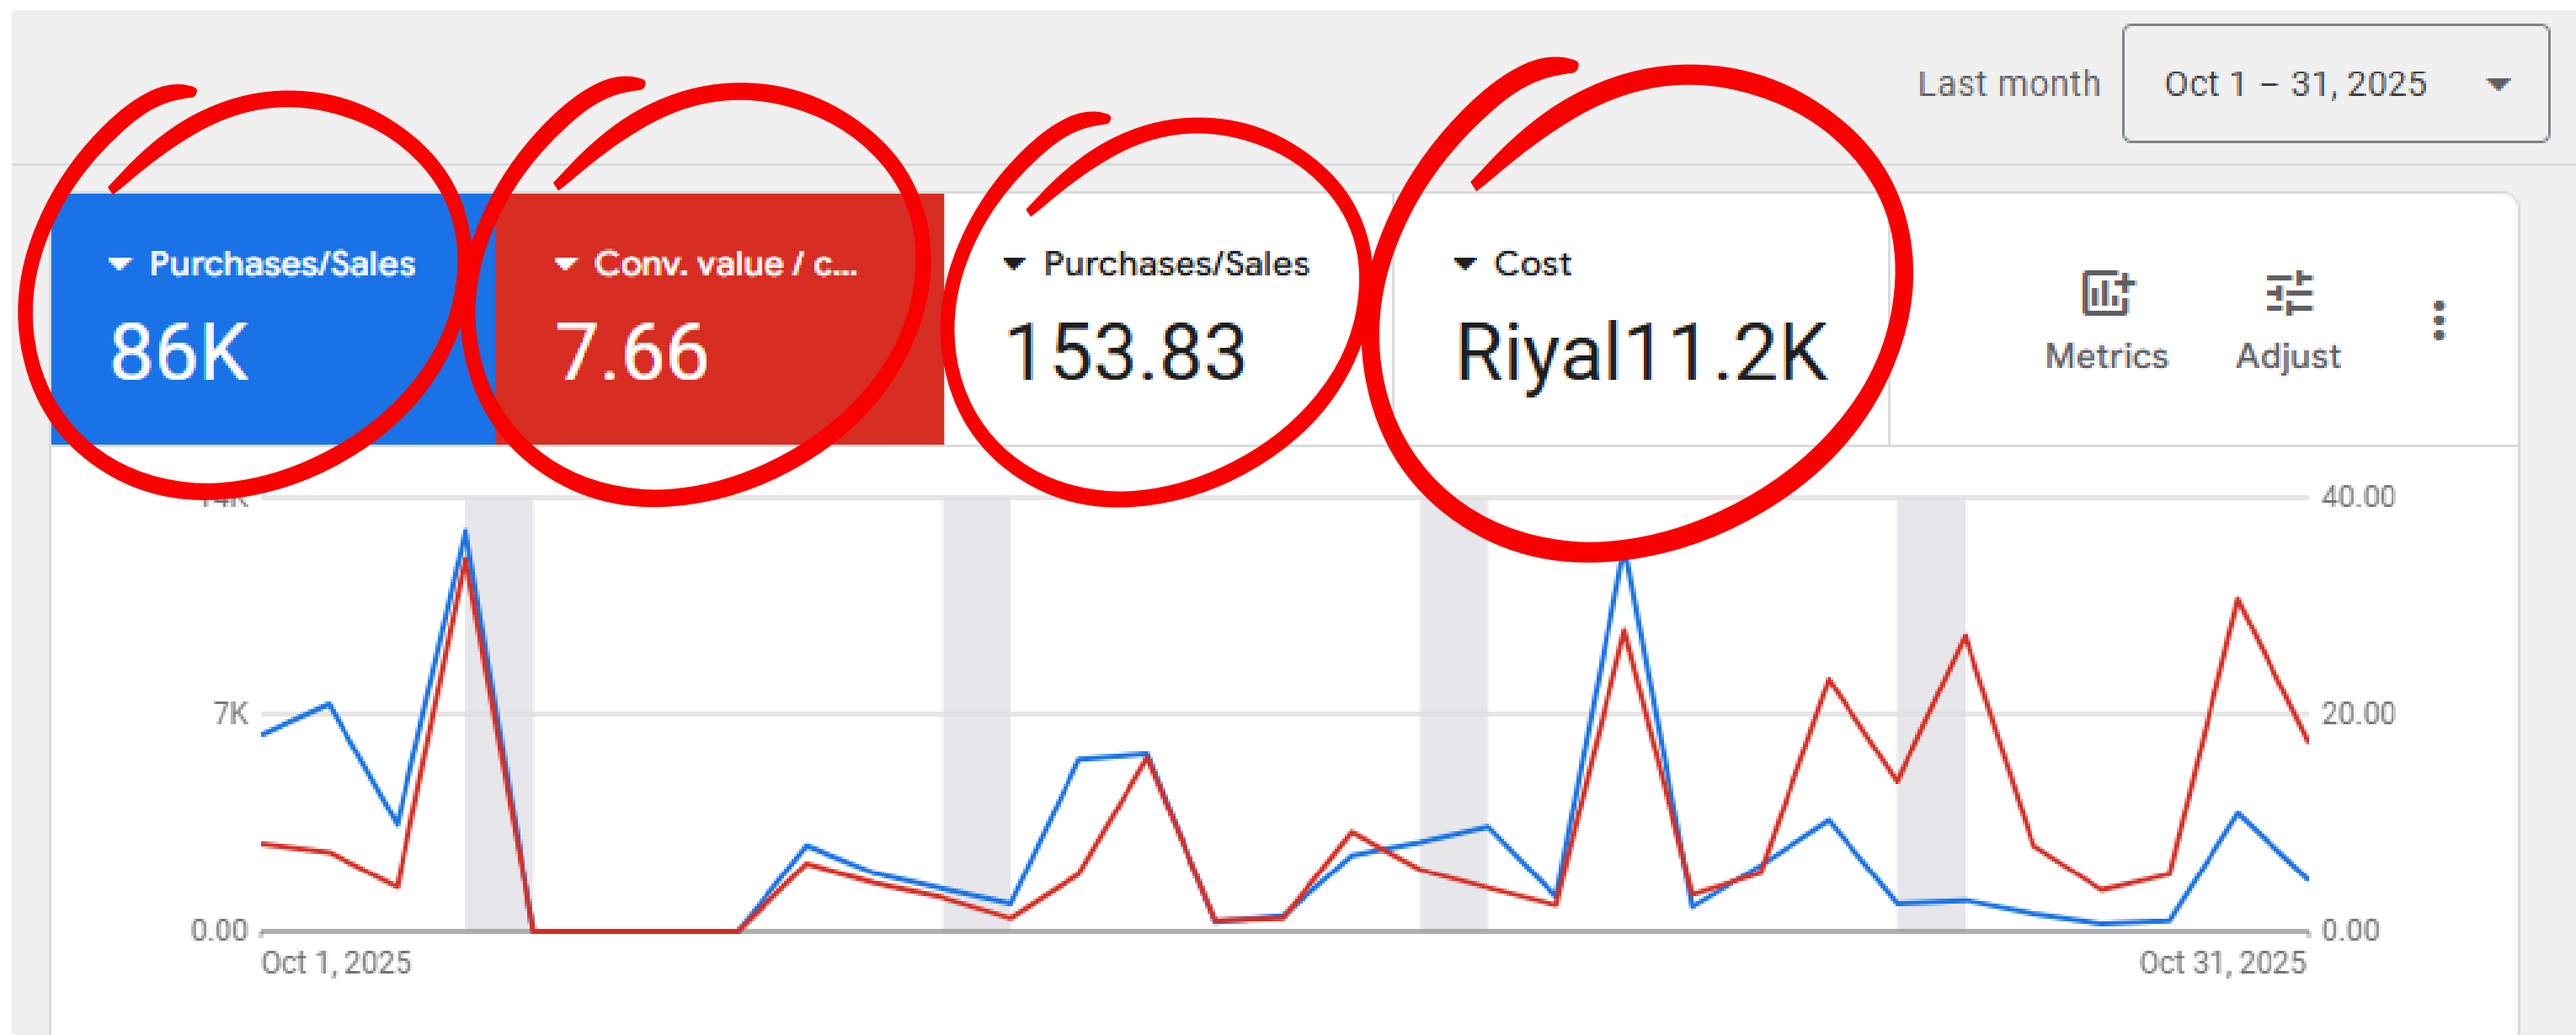 Last month Oct 1 – 31, 2025
Purchases/Sales Conv. value / c... Purchases/Sales Cost
86K 7.66 153.83 Riyal11.2K
Metrics Adjust
14K 40.00
7K 20.00
0.00 0.00
Oct 1, 2025 Oct 31, 2025